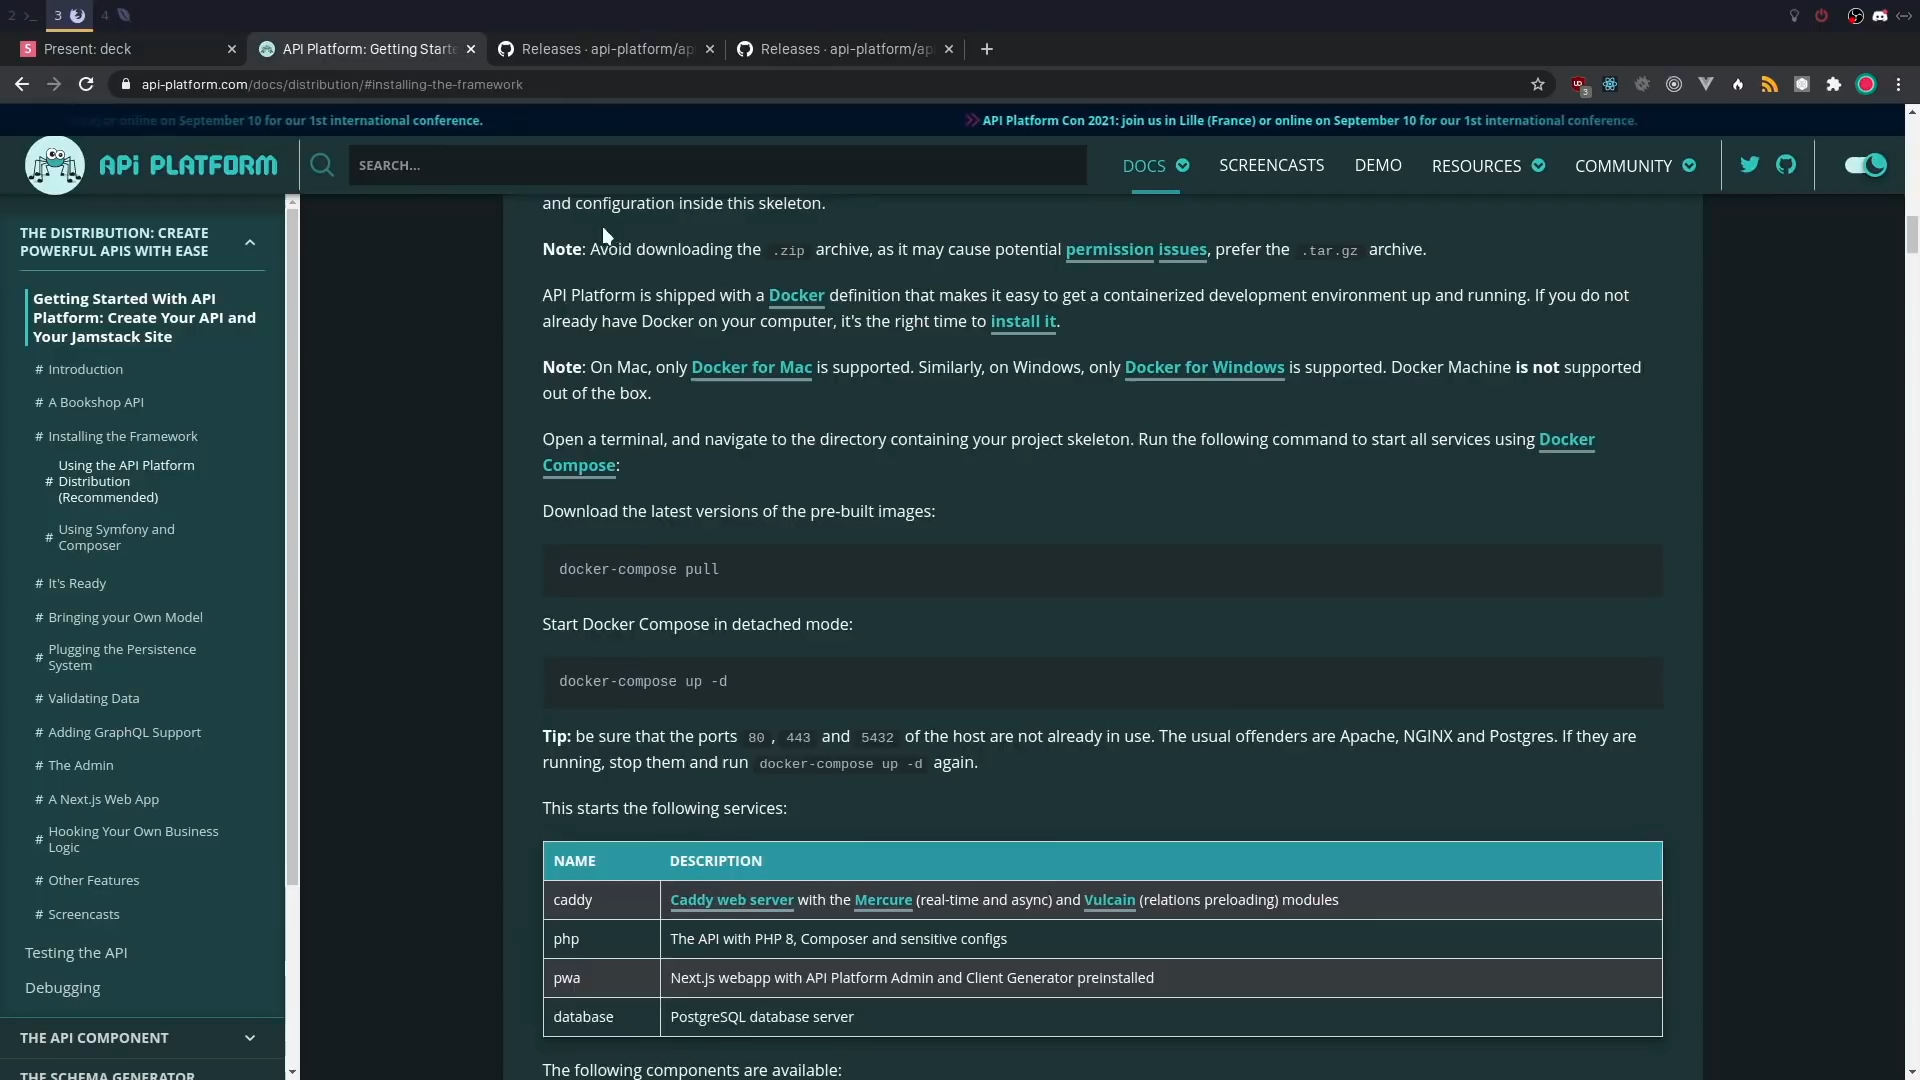 2 >_ 3 4
Present: deck
API Platform: Getting Starte
Releases · api-platform/ap
Releases · api-platform/ap
api-platform.com/docs/distribution/#installing-the-framework
3
or online on September 10 for our 1st international conference.
API Platform Con 2021: join us in Lille (France) or online on September 10 for our 1st international conference.
API PLATFORM
SEARCH...
DOCS
SCREENCASTS
DEMO
RESOURCES
COMMUNITY
THE DISTRIBUTION: CREATE
POWERFUL APIS WITH EASE
Getting Started With API
Platform: Create Your API and
Your Jamstack Site
# Introduction
# A Bookshop API
# Installing the Framework
Using the API Platform
# Distribution
(Recommended)
Using Symfony and
# Composer
# It's Ready
# Bringing your Own Model
Plugging the Persistence
# System
# Validating Data
# Adding GraphQL Support
# The Admin
# A Next.js Web App
Hooking Your Own Business
# Logic
# Other Features
# Screencasts
Testing the API
Debugging
THE API COMPONENT
THE SCHEMA GENERATOR
and configuration inside this skeleton.
Note: Avoid downloading the .zip archive, as it may cause potential permission issues, prefer the .tar.gz archive.
API Platform is shipped with a Docker definition that makes it easy to get a containerized development environment up and running. If you do not
already have Docker on your computer, it's the right time to install it.
Note: On Mac, only Docker for Mac is supported. Similarly, on Windows, only Docker for Windows is supported. Docker Machine is not supported
out of the box.
Open a terminal, and navigate to the directory containing your project skeleton. Run the following command to start all services using Docker
Compose:
Download the latest versions of the pre-built images:
docker-compose pull
Start Docker Compose in detached mode:
docker-compose up -d
Tip: be sure that the ports 80, 443 and 5432 of the host are not already in use. The usual offenders are Apache, NGINX and Postgres. If they are
running, stop them and run docker-compose up -d again.
This starts the following services:
NAME DESCRIPTION
caddy Caddy web server with the Mercure (real-time and async) and Vulcain (relations preloading) modules
php The API with PHP 8, Composer and sensitive configs
pwa Next.js webapp with API Platform Admin and Client Generator preinstalled
database PostgreSQL database server
The following components are available: